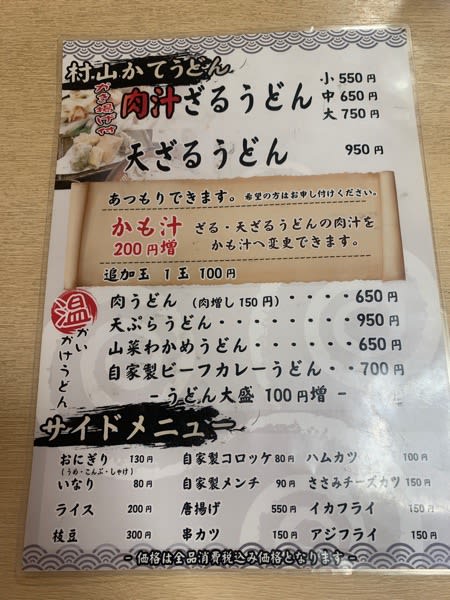 村山かてうどん
かき揚げ付
肉汁ざるうどん
小 550円
中 650円
大 750円
天ざるうどん 950円
あつもりできます。 希望の方はお申し付けください。
かも汁 200円増
ざる・天ざるうどんの肉汁を
かも汁へ変更できます。
追加玉 1玉 100円
温かい かけうどん
肉うどん (肉増し150円)・・・・650円
天ぷらうどん・・・・・・・・950円
山菜わかめうどん・・・・・・650円
自家製ビーフカレーうどん・・700円
- うどん大盛 100円増 -
サイドメニュー
おにぎり 130円 自家製コロッケ 80円 ハムカツ 100円
(うめ・こんぶ・しゃけ)
いなり 80円 自家製メンチ 90円 ささみチーズカツ 150円
ライス 200円 唐揚げ 550円 イカフライ 150円
枝豆 300円 串カツ 150円 アジフライ 150円
- 価格は全品消費税込み価格となります -